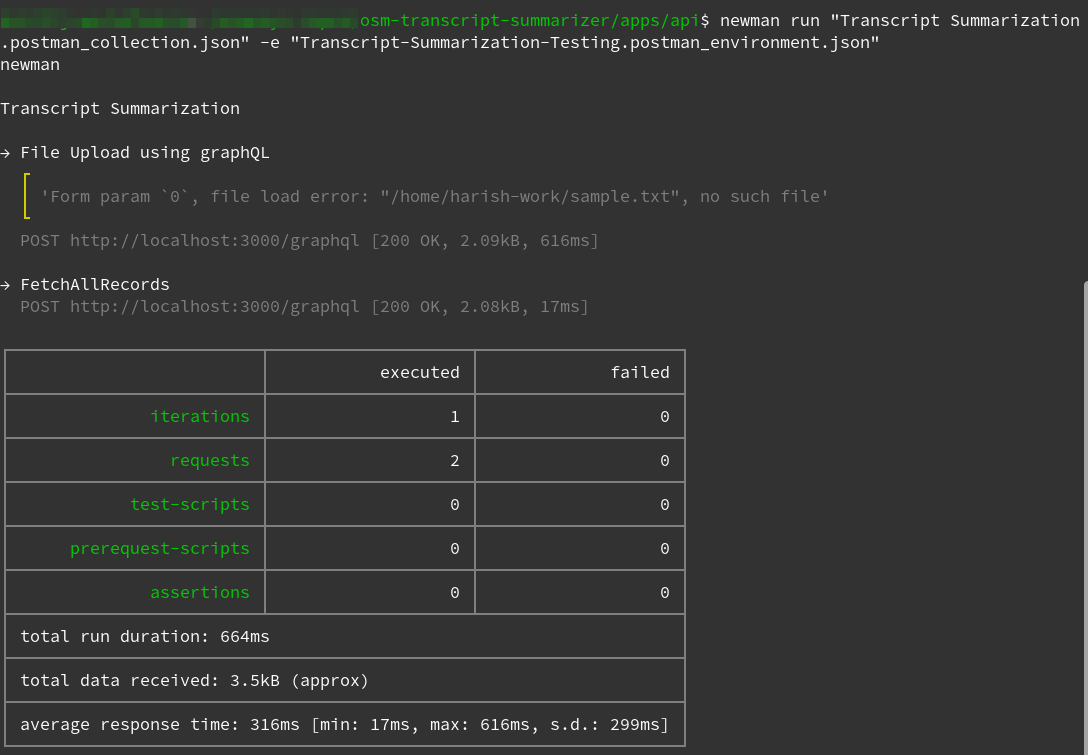 osm-transcript-summarizer/apps/api$ newman run "Transcript Summarization
.postman_collection.json" -e "Transcript-Summarization-Testing.postman_environment.json"
newman
Transcript Summarization
→ File Upload using graphQL
'Form param `0`, file load error: "/home/harish-work/sample.txt", no such file'
POST http://localhost:3000/graphql [200 OK, 2.09kB, 616ms]
→ FetchAllRecords
POST http://localhost:3000/graphql [200 OK, 2.08kB, 17ms]
executed failed
iterations 1 0
requests 2 0
test-scripts 0 0
prerequest-scripts 0 0
assertions 0 0
total run duration: 664ms
total data received: 3.5kB (approx)
average response time: 316ms [min: 17ms, max: 616ms, s.d.: 299ms]